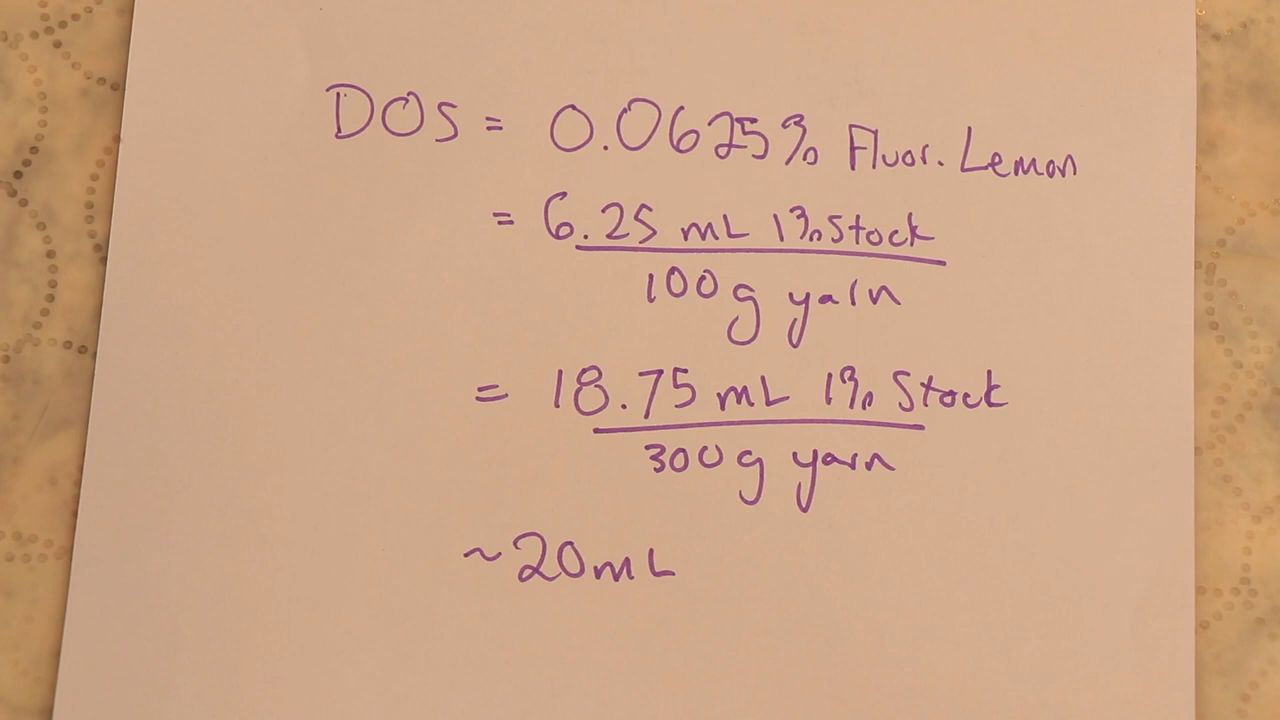 DOS = 0.0625% Fluor. Lemon
= 6.25 mL 1% Stock
100g yarn
= 18.75 mL 1% Stock
300g yarn
~20mL